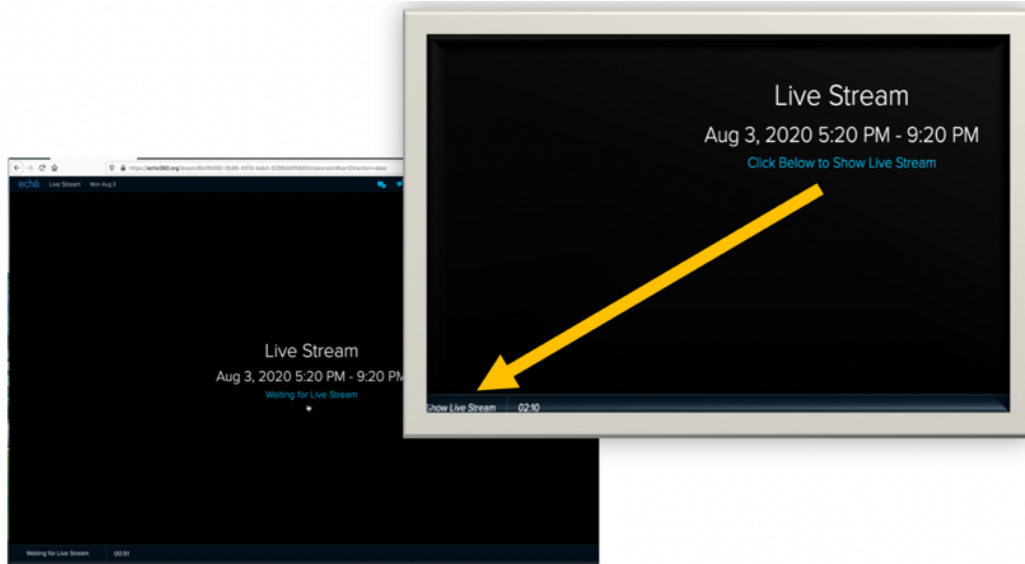 echo Live Stream Mon Aug 3
Live Stream
Aug 3, 2020 5:20 PM - 9:20 PM
Waiting for Live Stream
Waiting for Live Stream 00:51
Live Stream
Aug 3, 2020 5:20 PM - 9:20 PM
Click Below to Show Live Stream
Show Live Stream 02:10